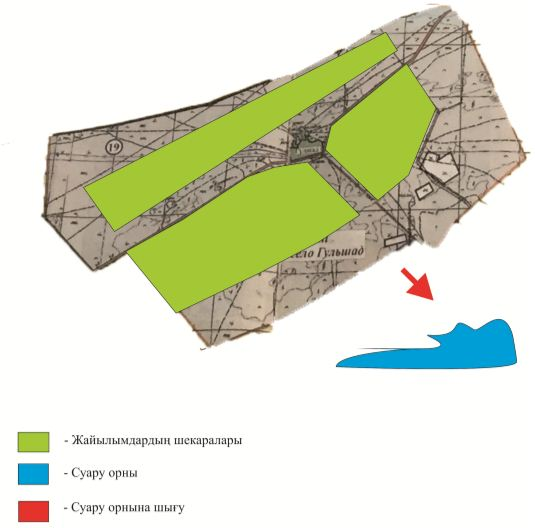 19
село Гульшад
- Жайылымдардың шекаралары
- Суару орны
- Суару орнына шығу